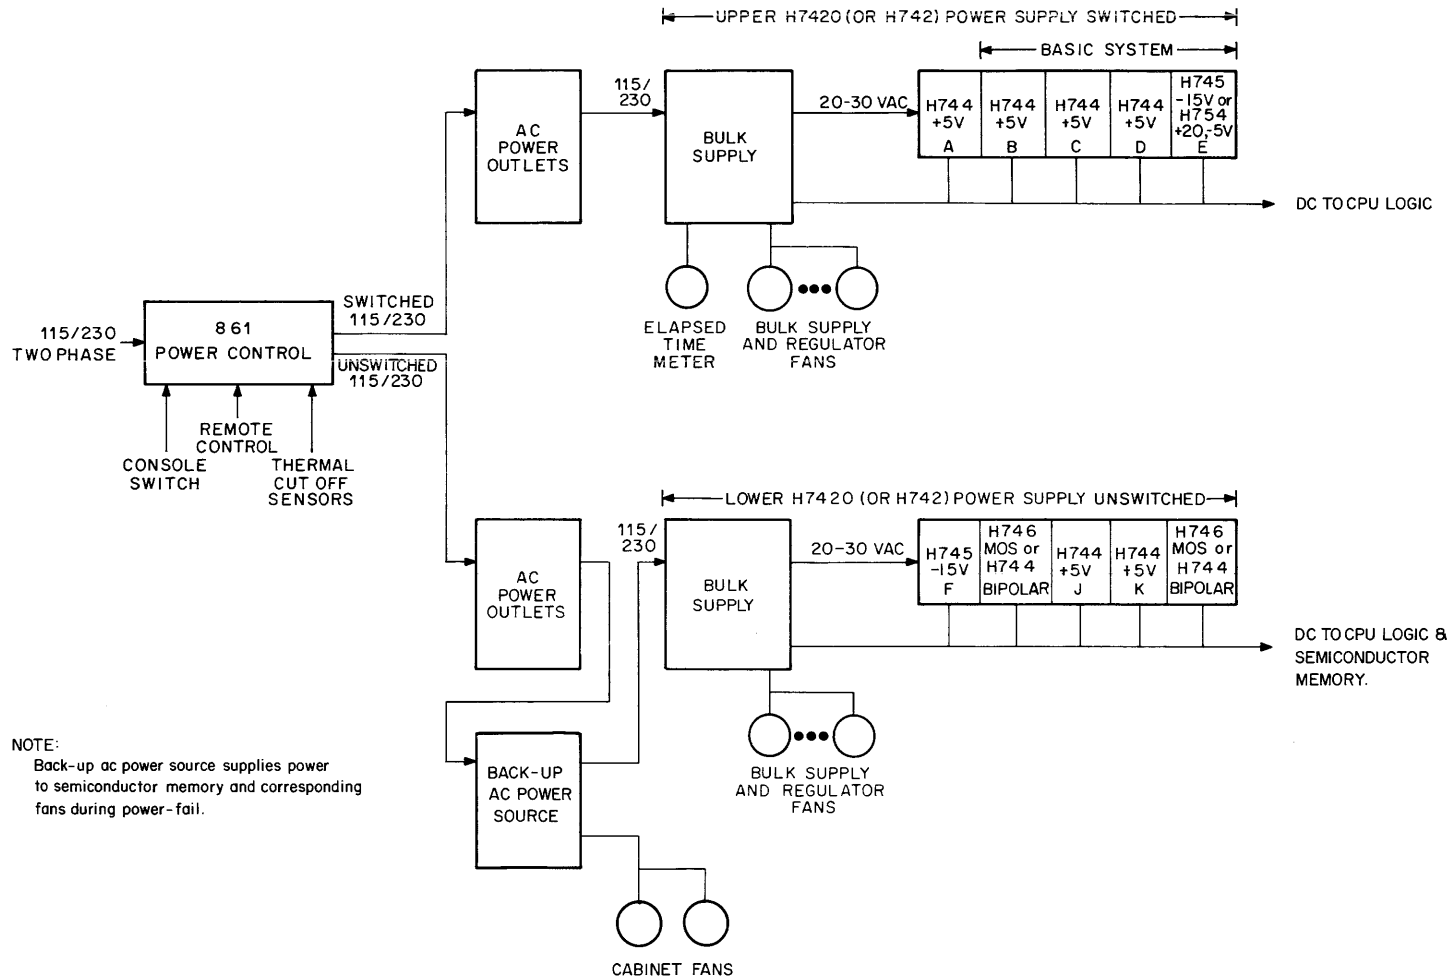 UPPER H7420 (OR H742) POWER SUPPLY SWITCHED
BASIC SYSTEM
AC
POWER
OUTLETS
115/
230
BULK
SUPPLY
20-30 VAC
H744
+5V
A
H744
+5V
B
H744
+5V
C
H744
+5V
D
H745
-15V or
H754
+20,-5V
E
DC TO CPU LOGIC
ELAPSED
TIME
METER
BULK SUPPLY
AND REGULATOR
FANS
115/230
TWO PHASE
861
POWER CONTROL
SWITCHED
115/230
UNSWITCHED
115/230
CONSOLE
SWITCH
REMOTE
CONTROL
THERMAL
CUT OFF
SENSORS
LOWER H7420 (OR H742) POWER SUPPLY UNSWITCHED
AC
POWER
OUTLETS
115/
230
BULK
SUPPLY
20-30 VAC
H745
-15V
F
H746
MOS or
H744
BIPOLAR
H744
+5V
J
H744
+5V
K
H746
MOS or
H744
BIPOLAR
DC TO CPU LOGIC &
SEMICONDUCTOR
MEMORY.
BULK SUPPLY
AND REGULATOR
FANS
BACK-UP
AC POWER
SOURCE
CABINET FANS
NOTE:
Back-up ac power source supplies power
to semiconductor memory and corresponding
fans during power-fail.